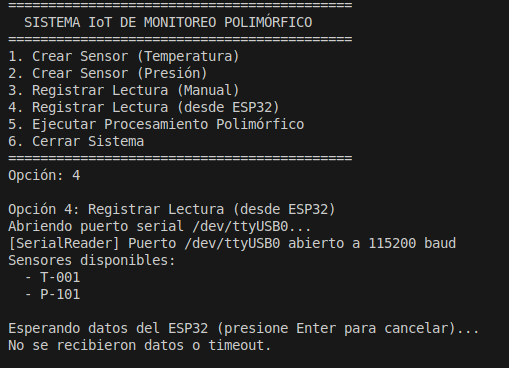 ===========================================
SISTEMA IoT DE MONITOREO POLIMÓRFICO
===========================================
1. Crear Sensor (Temperatura)
2. Crear Sensor (Presión)
3. Registrar Lectura (Manual)
4. Registrar Lectura (desde ESP32)
5. Ejecutar Procesamiento Polimórfico
6. Cerrar Sistema
===========================================
Opción: 4

Opción 4: Registrar Lectura (desde ESP32)
Abriendo puerto serial /dev/ttyUSB0...
[SerialReader] Puerto /dev/ttyUSB0 abierto a 115200 baud
Sensores disponibles:
  - T-001
  - P-101

Esperando datos del ESP32 (presione Enter para cancelar)...
No se recibieron datos o timeout.